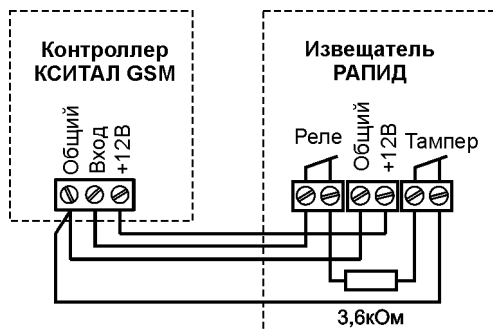 Контроллер
КСИТАЛ GSM
Извещатель
РАПИД
Общий
Вход
+12В
Реле
Общий
+12В
Тампер
3,6кОм